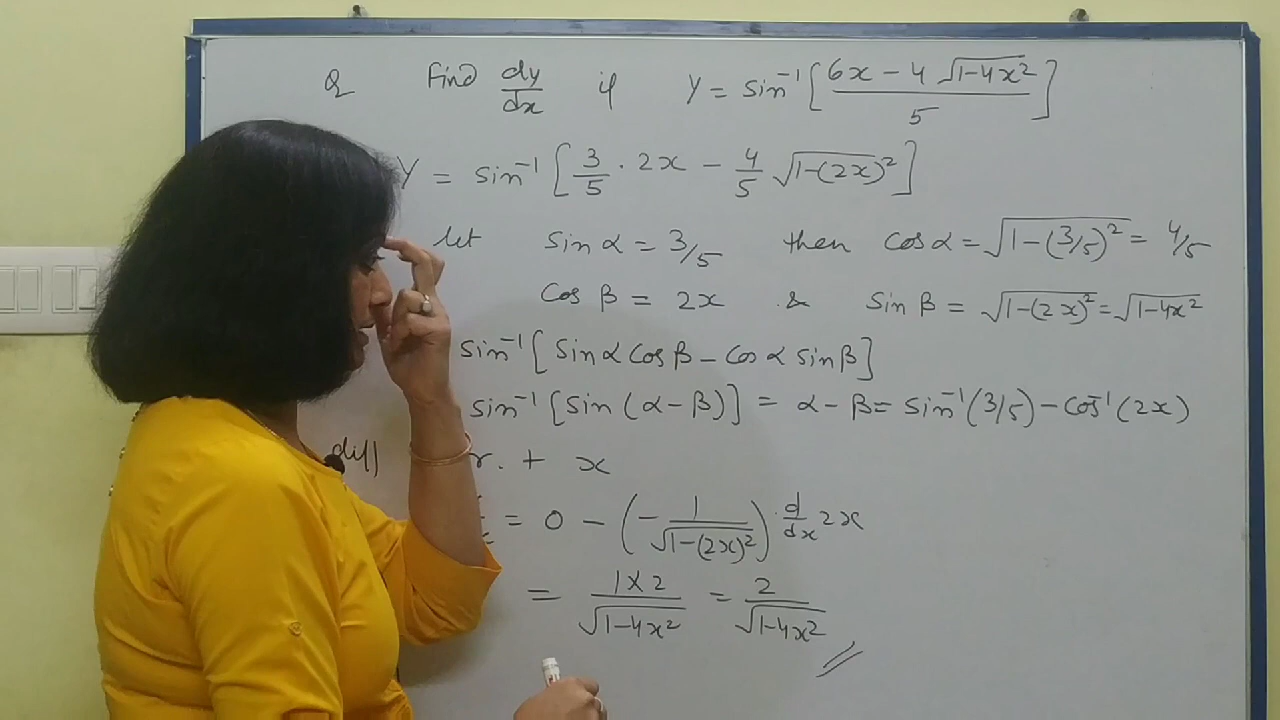 Q Find dy/dx if Y = sin⁻¹[(6x − 4√(1−4x²))/5]
Y = sin⁻¹[3/5 · 2x − 4/5 √(1−(2x)²)]
let sin α = 3/5 then cos α = √(1−(3/5)²) = 4/5
cos β = 2x & sin β = √(1−(2x)²) = √(1−4x²)
sin⁻¹[sin α cos β − cos α sin β]
sin⁻¹[sin(α−β)] = α − β = sin⁻¹(3/5) − cos⁻¹(2x)
diff r. t x
= 0 − (−1/√(1−(2x)²)) · d/dx 2x
= 1×2/√(1−4x²) = 2/√(1−4x²)